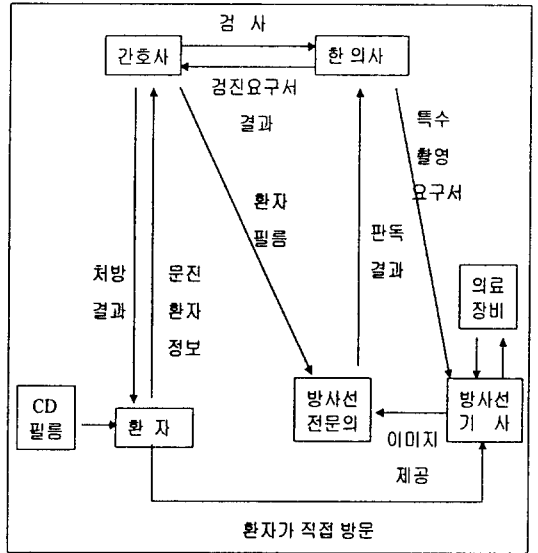 검 사
간호사
한 의사
검진요구서
결과
특수
촬영
요구서
환자
필름
판독
결과
처방
결과
문진
환자
정보
의료
장비
CD
필름
환 자
방사선
전문의
방사선
기 사
이미지
제공
환자가 직접 방문